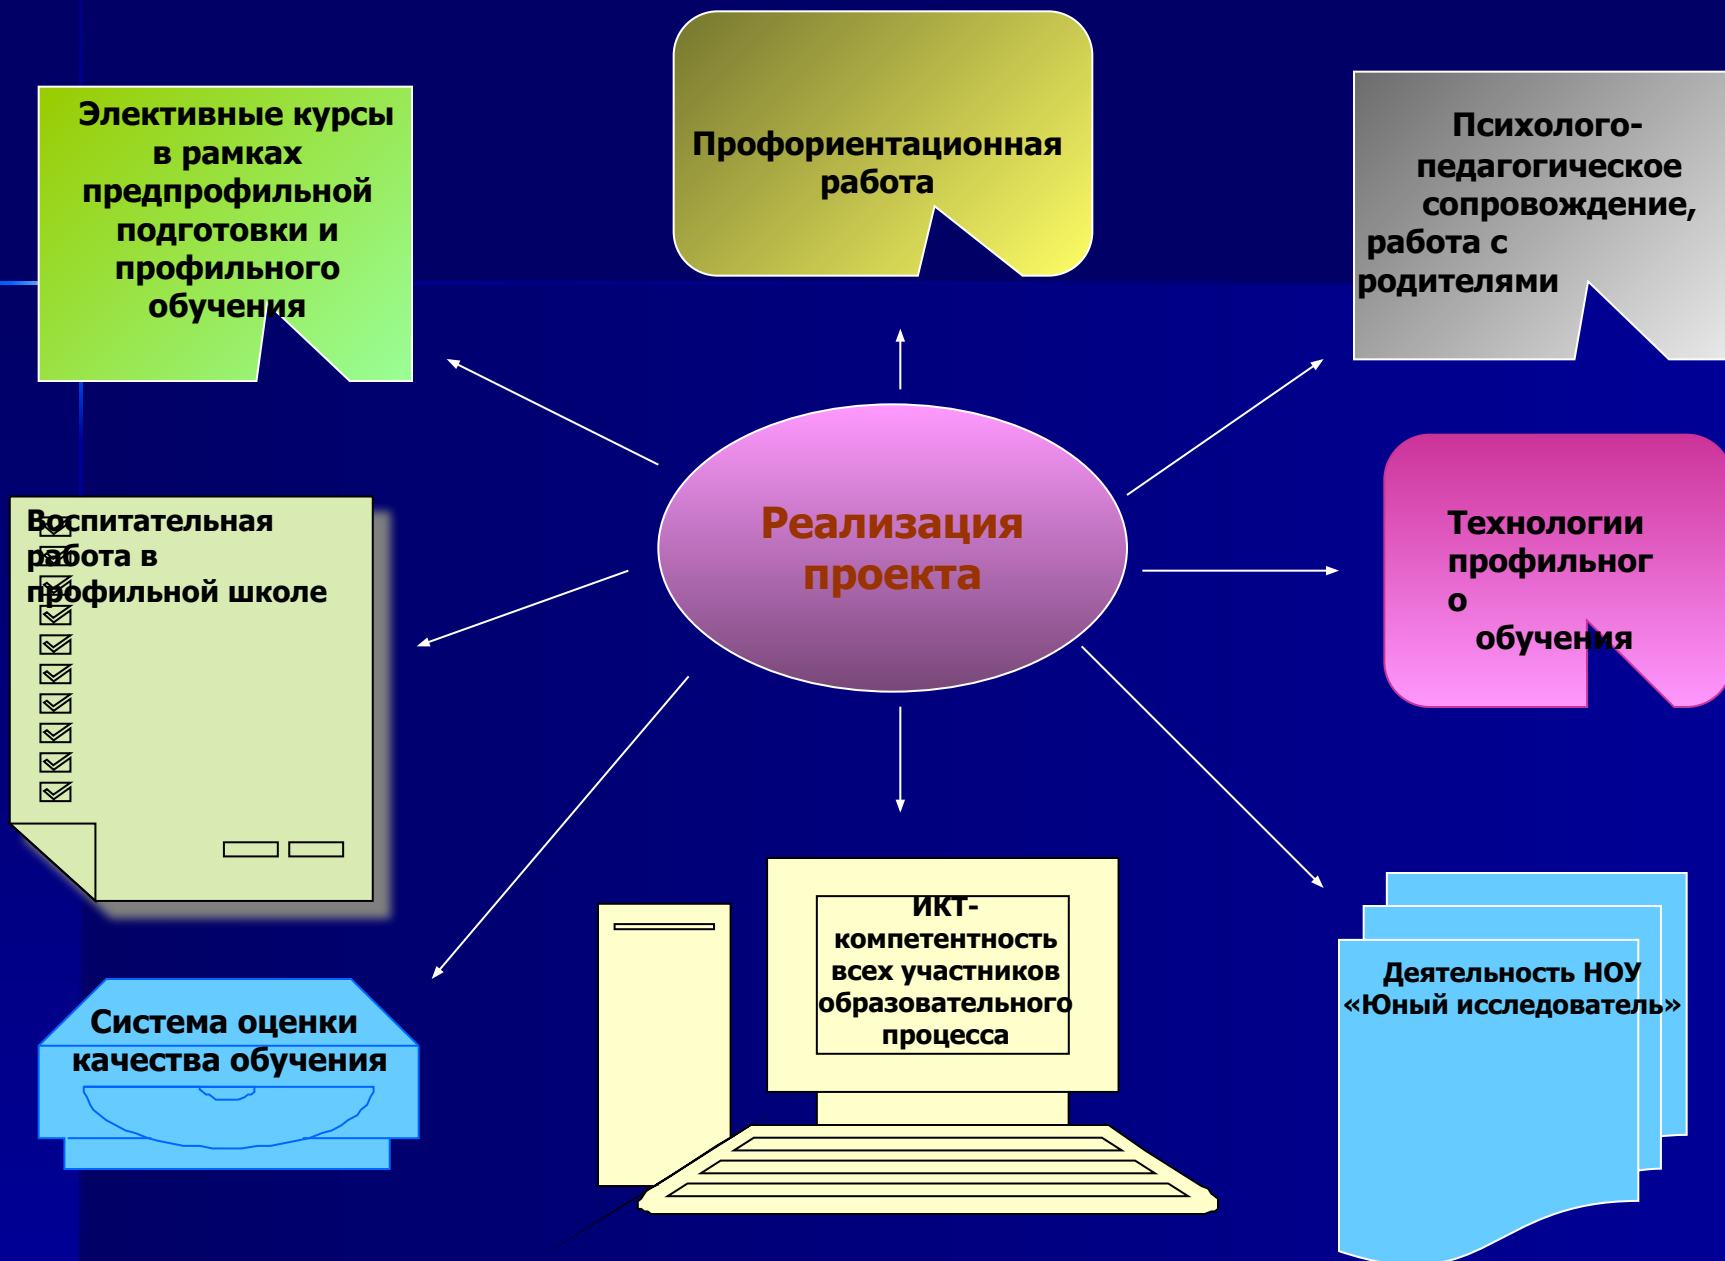 Элективные курсы
в рамках
предпрофильной
подготовки и
профильного
обучения
Профориентационная
работа
Психолого-
педагогическое
сопровождение,
работа с
родителями
Воспитательная
работа в
профильной школе
Реализация
проекта
Технологии
профильног
о
обучения
Система оценки
качества обучения
ИКТ-
компетентность
всех участников
образовательного
процесса
Деятельность НОУ
«Юный исследователь»